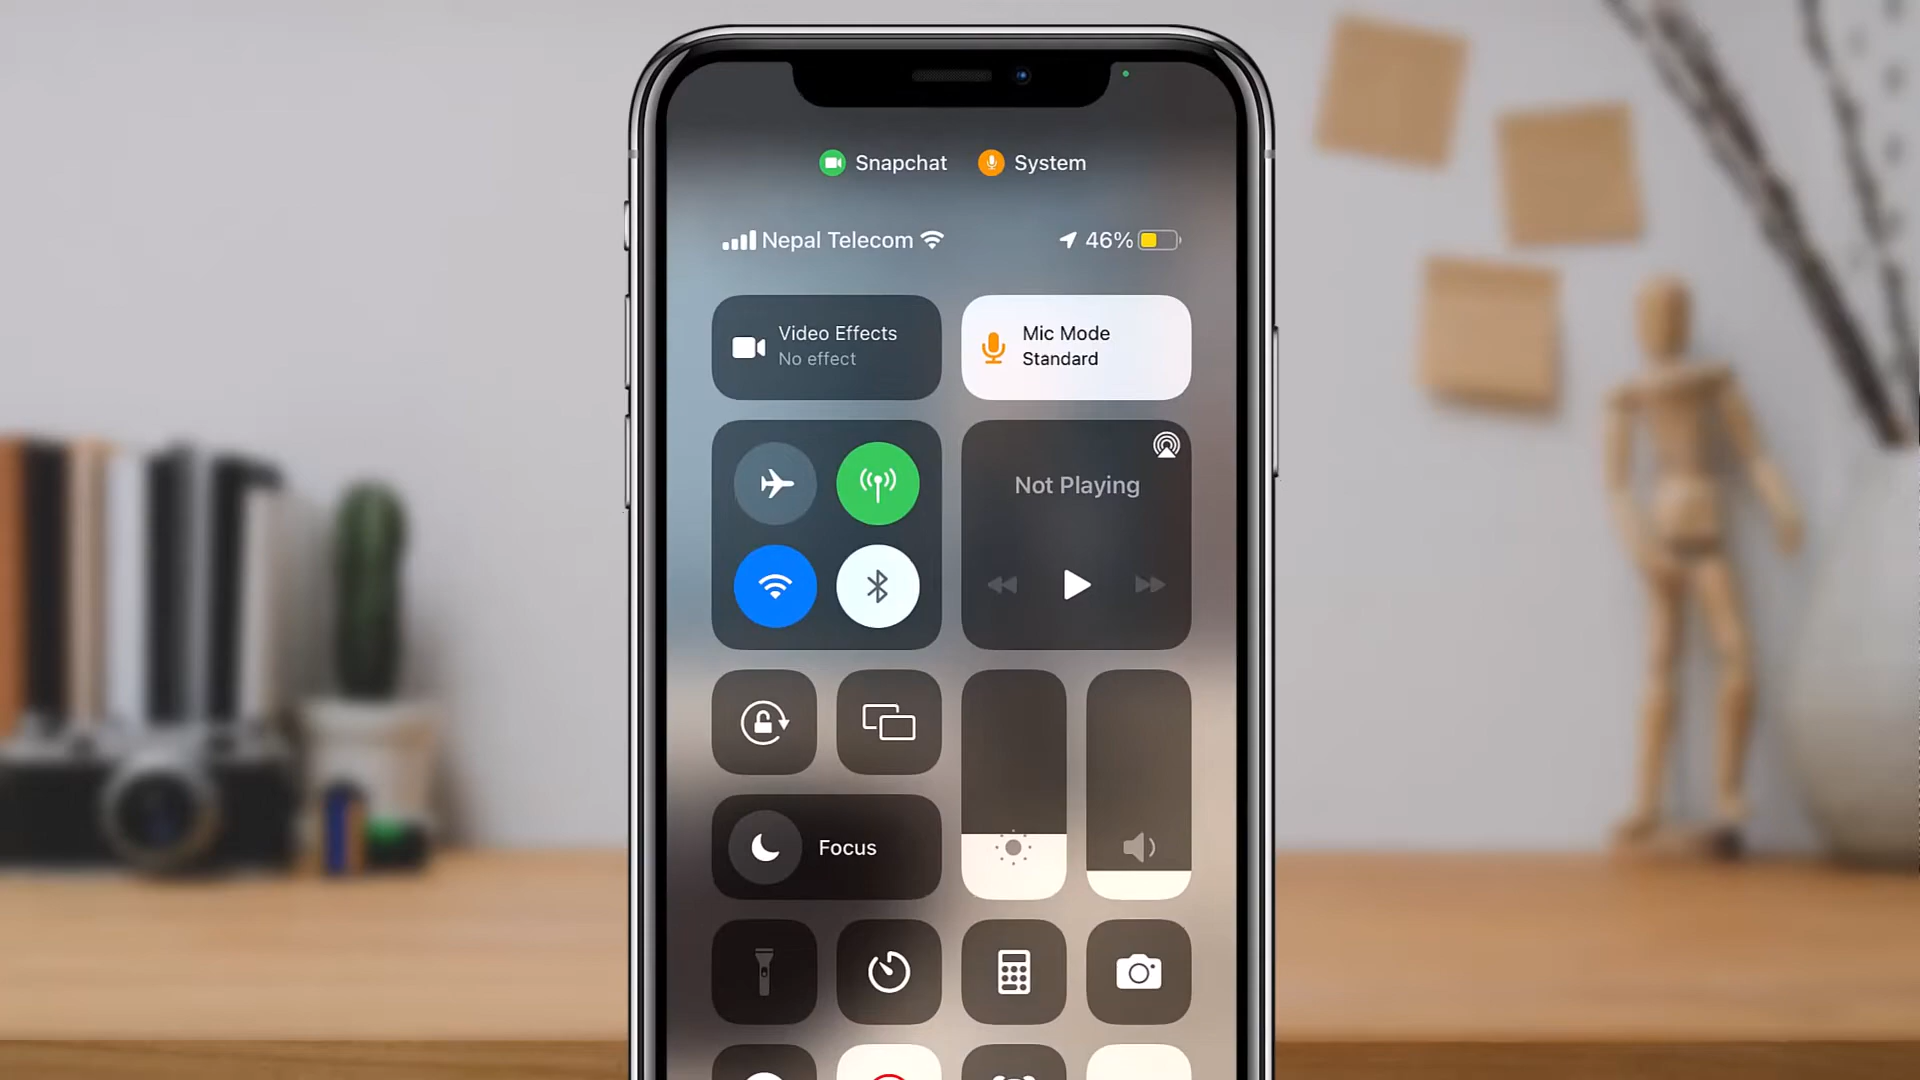 Snapchat System
Nepal Telecom 46%
Video Effects
No effect
Mic Mode
Standard
Not Playing
Focus